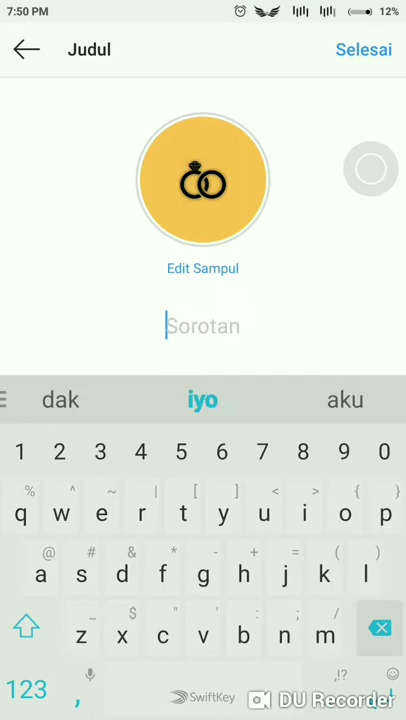 7:50 PM 12%
Judul Selesai
Edit Sampul
Sorotan
dak iyo aku
1 2 3 4 5 6 7 8 9 0
% ^ ~ | [ ] < > { }
q w e r t y u i o p
@ # & * - + = ( )
a s d f g h j k l
_ $ " ' : ; /
z x c v b n m
,!?
123 , SwiftKey DU Recorder